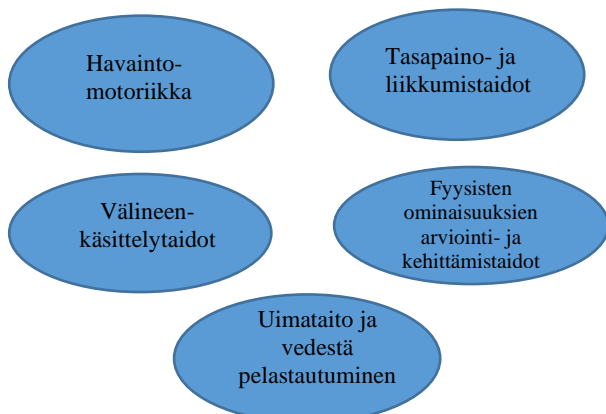 Havainto-
motoriikka
Tasapaino- ja
liikkumistaidot
Välineen-
käsittelytaidot
Fyysisten
ominaisuuksien
arviointi- ja
kehittämistaidot
Uimataito ja
vedestä
pelastautuminen